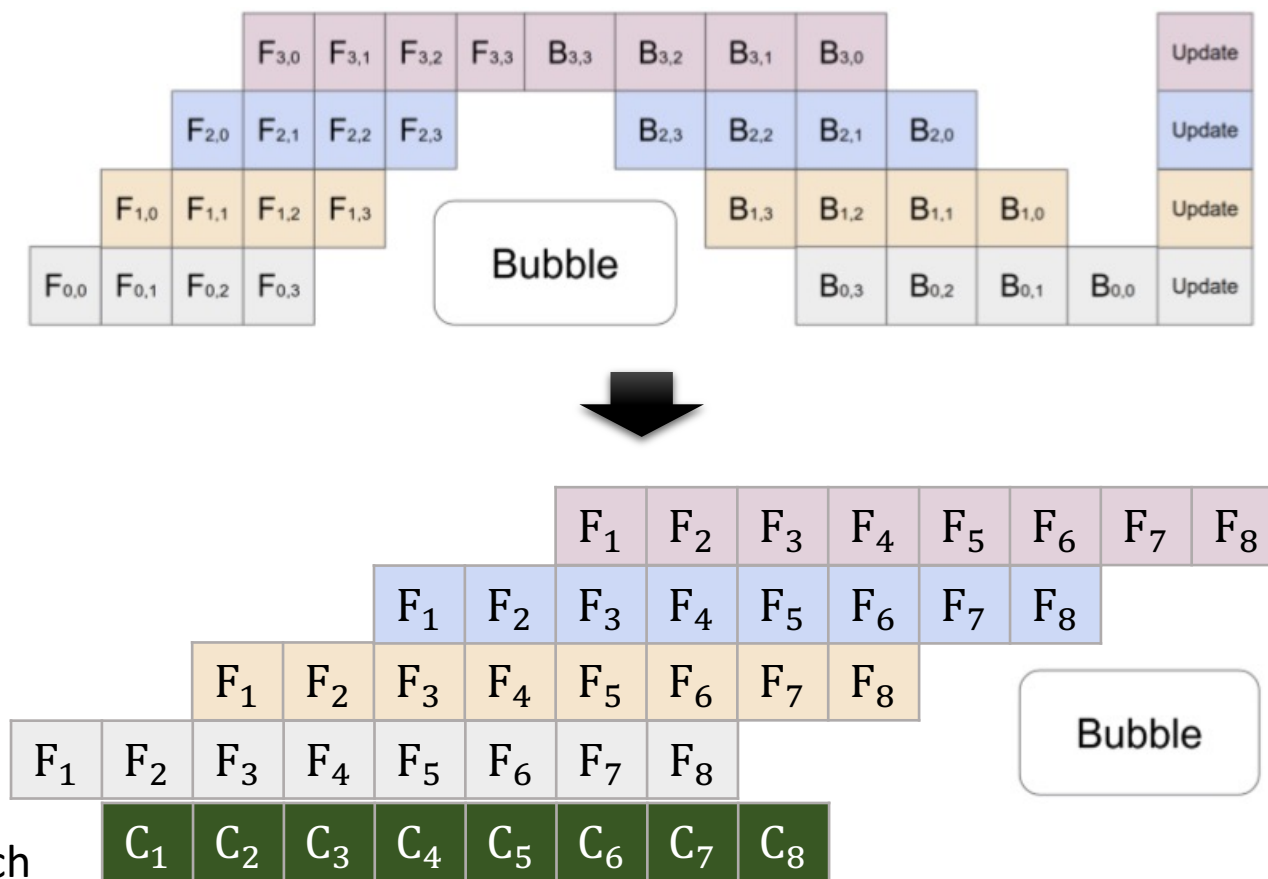 F3,0 F3,1 F3,2 F3,3 B3,3 B3,2 B3,1 B3,0 Update
F2,0 F2,1 F2,2 F2,3 B2,3 B2,2 B2,1 B2,0 Update
F1,0 F1,1 F1,2 F1,3 B1,3 B1,2 B1,1 B1,0 Update
F0,0 F0,1 F0,2 F0,3 Bubble B0,3 B0,2 B0,1 B0,0 Update
F1 F2 F3 F4 F5 F6 F7 F8
F1 F2 F3 F4 F5 F6 F7 F8
F1 F2 F3 F4 F5 F6 F7 F8
F1 F2 F3 F4 F5 F6 F7 F8 Bubble
C1 C2 C3 C4 C5 C6 C7 C8
ch